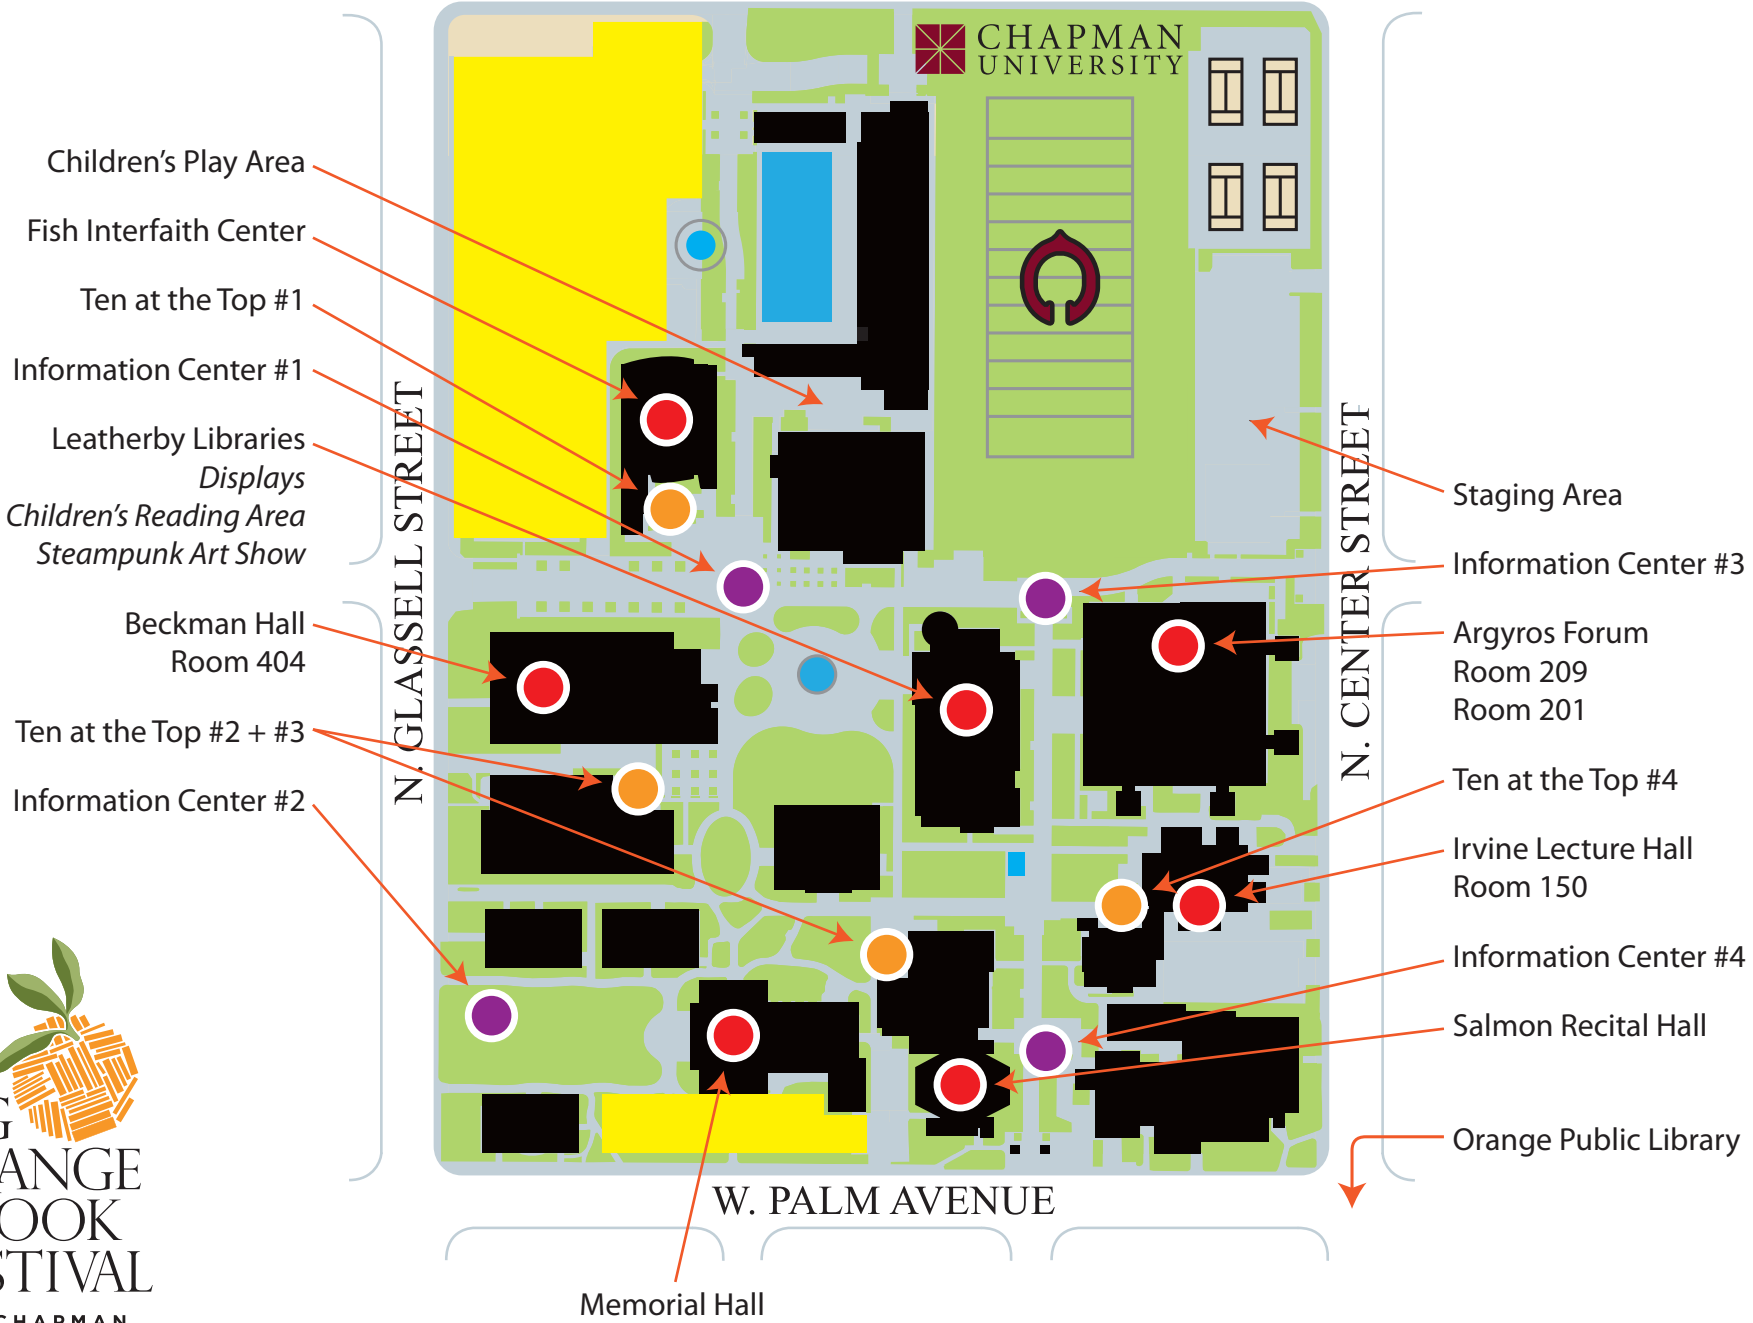 CHAPMAN
UNIVERSITY
Children's Play Area
Fish Interfaith Center
Ten at the Top #1
Information Center #1
Leatherby Libraries
Displays
Children's Reading Area
Steampunk Art Show
Beckman Hall
Room 404
Ten at the Top #2 + #3
Information Center #2
N. GLASSELL STREET
N. CENTER STREET
Staging Area
Information Center #3
Argyros Forum
Room 209
Room 201
Ten at the Top #4
Irvine Lecture Hall
Room 150
Information Center #4
Salmon Recital Hall
Orange Public Library
W. PALM AVENUE
Memorial Hall
G
ANGE
OOK
STIVAL
CHAPMAN